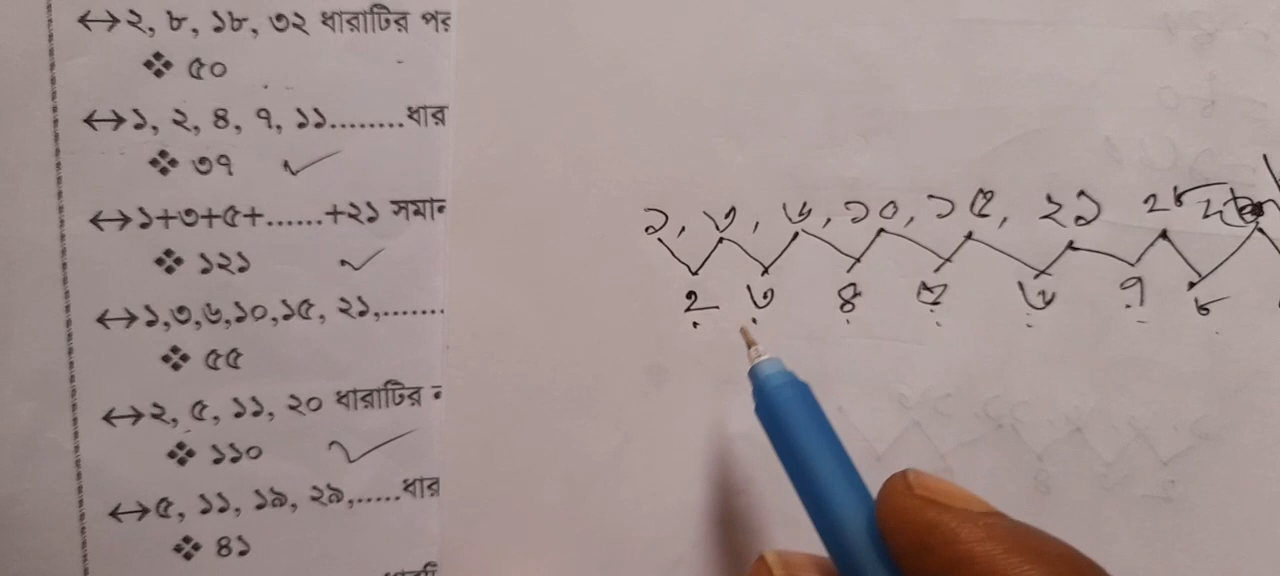 ↔২, ৮, ১৮, ৩২ ধারাটির পর
❖ ৫০
↔১, ২, ৪, ৭, ১১........ধার
❖ ৩৭ ✓
↔১+৩+৫+......+২১ সমান
❖ ১২১ ✓
↔১,৩,৬,১০,১৫, ২১,.......
❖ ৫৫
↔২, ৫, ১১, ২০ ধারাটির
❖ ১১০ ✓
↔৫, ১১, ১৯, ২৯,.....ধার
❖ ৪১
১, ৩, ৬, ১০, ১৫, ২১ ২৮
২ ৩ ৪ ৫ ৬ ৭ ৮